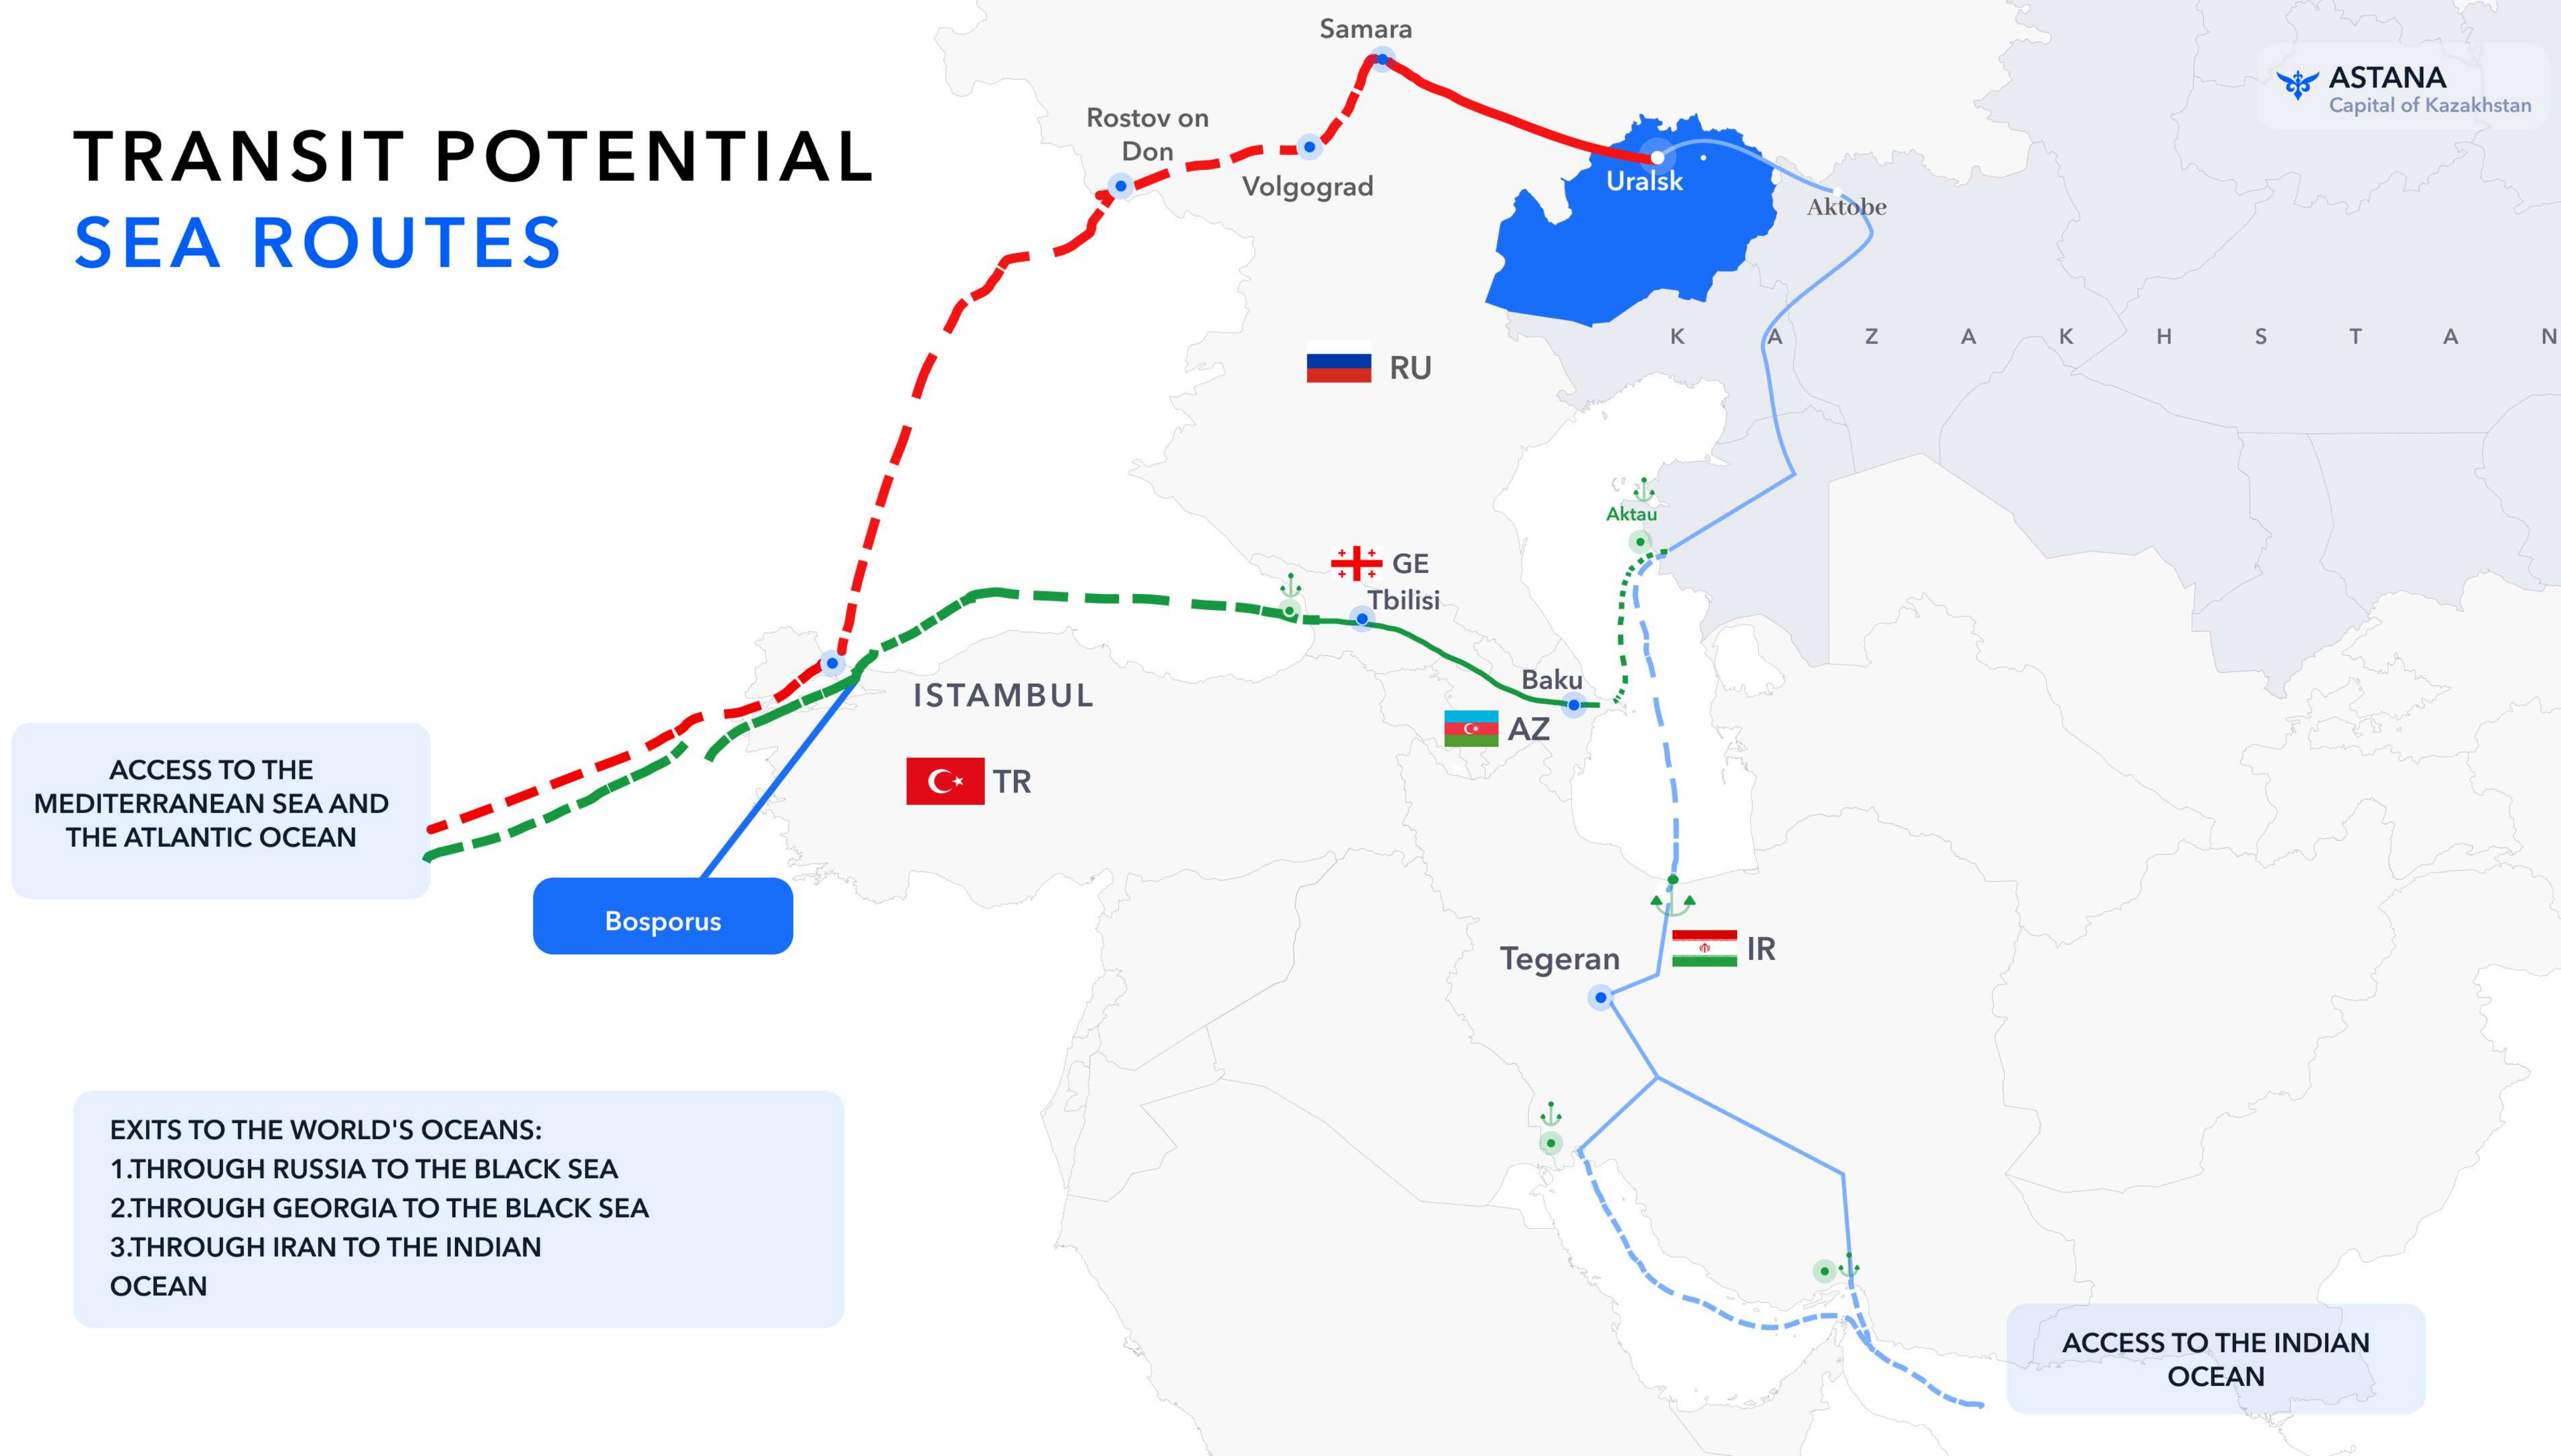 TRANSIT POTENTIAL
SEA ROUTES
ASTANA
Capital of Kazakhstan
Samara
Rostov on
Don
Volgograd
Uralsk
Aktobe
K A Z A K H S T A N
RU
Aktau
GE
Tbilisi
Baku
AZ
ISTAMBUL
TR
ACCESS TO THE
MEDITERRANEAN SEA AND
THE ATLANTIC OCEAN
Bosporus
IR
Tegeran
EXITS TO THE WORLD'S OCEANS:
1.THROUGH RUSSIA TO THE BLACK SEA
2.THROUGH GEORGIA TO THE BLACK SEA
3.THROUGH IRAN TO THE INDIAN
OCEAN
ACCESS TO THE INDIAN
OCEAN